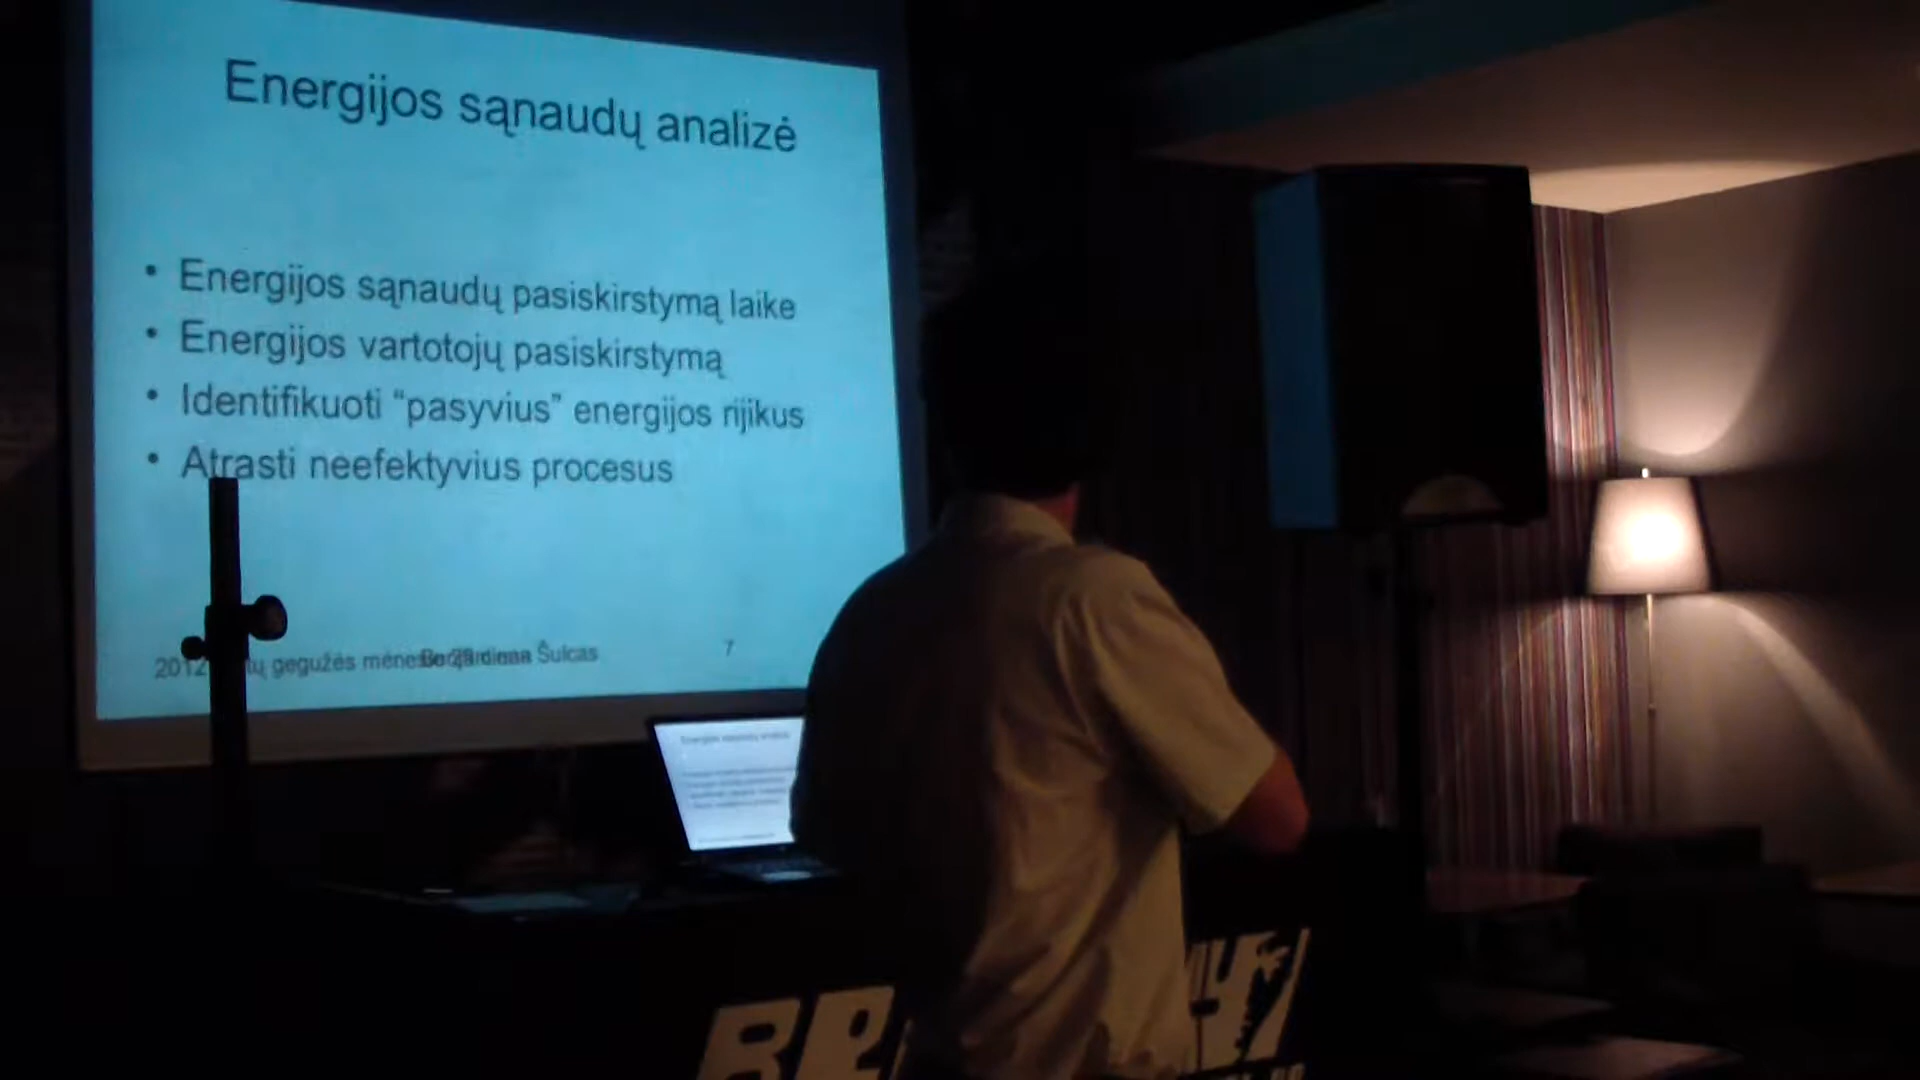 Energijos sąnaudų analizė
• Energijos sąnaudų pasiskirstymą laike
• Energijos vartotojų pasiskirstymą
• Identifikuoti “pasyvius” energijos rijikus
• Atrasti neefektyvius procesus
2012 gegužės Šulcas
7